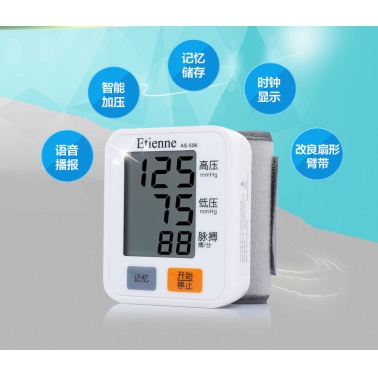 语音
播报
智能
加压
记忆
储存
时钟
显示
改良扇形
臂带
Etienne
AS-55K
125
高压
mmHg
75
低压
mmHg
88
脉搏
搏/分
记忆
开始
停止